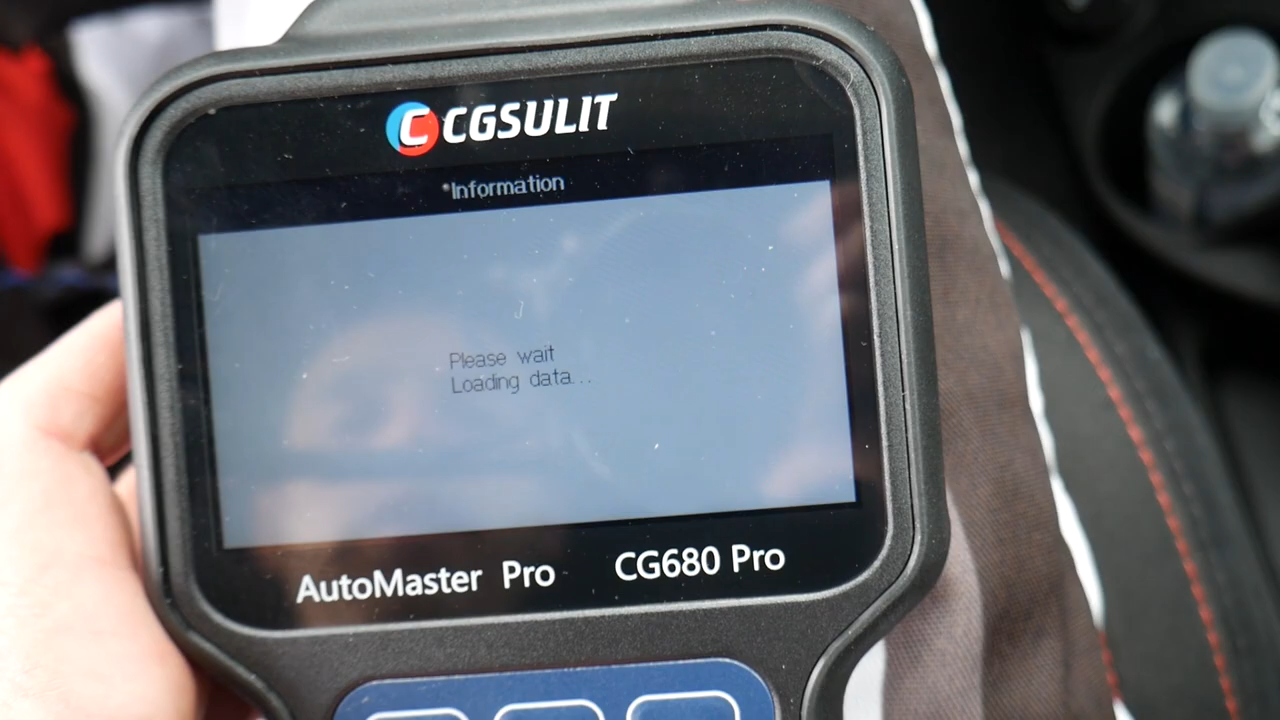 C CGSULIT
*Information
Please wait
Loading data...
AutoMaster Pro CG680 Pro